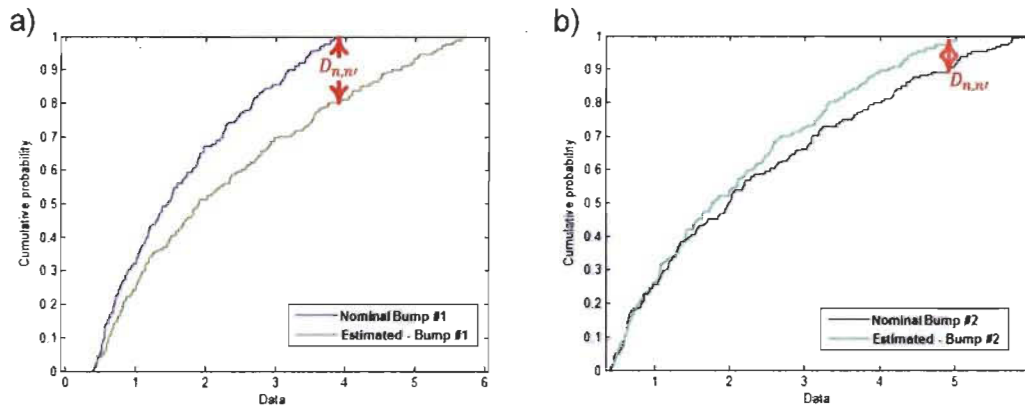 a)
1
0.9
0.8
0.7
0.6
0.5
0.4
0.3
0.2
0.1
0
Cumulative probability
D_{n,n'}
Nominal Bump #1
Estimated - Bump #1
0 1 2 3 4 5 6
Data
b)
1
0.9
0.8
0.7
0.6
0.5
0.4
0.3
0.2
0.1
0
Cumulative probability
D_{n,n'}
Nominal Bump #2
Estimated - Bump #2
1 2 3 4 5
Data